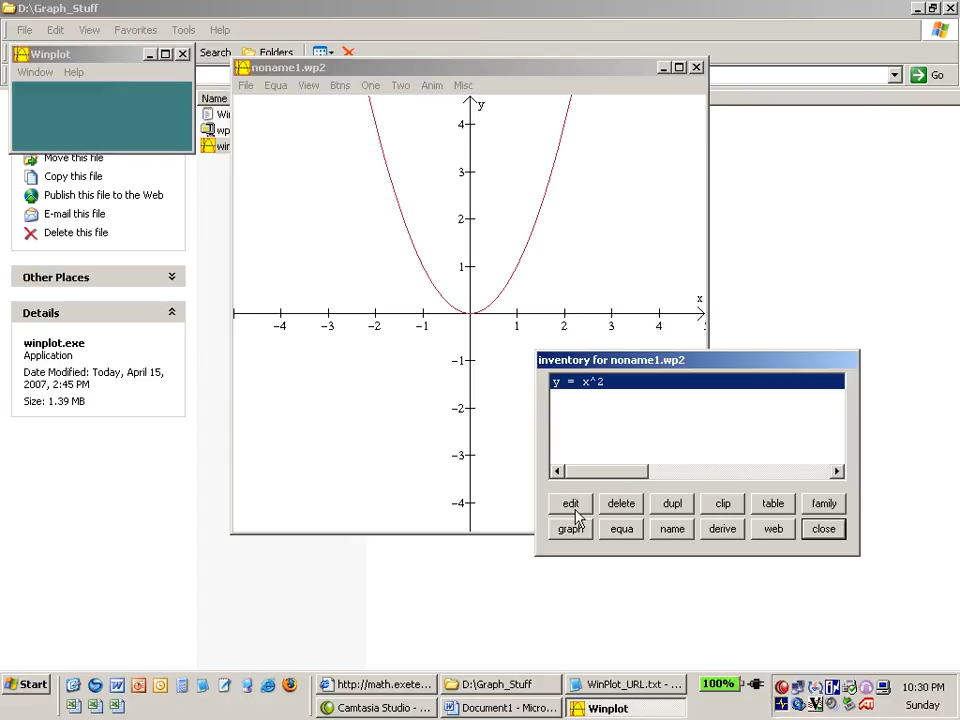 D:\Graph_Stuff
File Edit View Favorites Tools Help
Search Folders
Go
Winplot
Window Help
Name
Move this file
Copy this file
Publish this file to the Web
E-mail this file
Delete this file
Other Places
Details
winplot.exe
Application
Date Modified: Today, April 15, 2007, 2:45 PM
Size: 1.39 MB
noname1.wp2
File Equa View Btns One Two Anim Misc
y
4
3
2
1
x
-4 -3 -2 -1 1 2 3 4
-1
-2
-3
-4
inventory for noname1.wp2
y = x^2
edit delete dupl clip table family
graph equa name derive web close
Start
http://math.exete...
D:\Graph_Stuff
WinPlot_URL.txt - ...
100%
10:30 PM
Camtasia Studio - ...
Document1 - Micro...
Winplot
Sunday